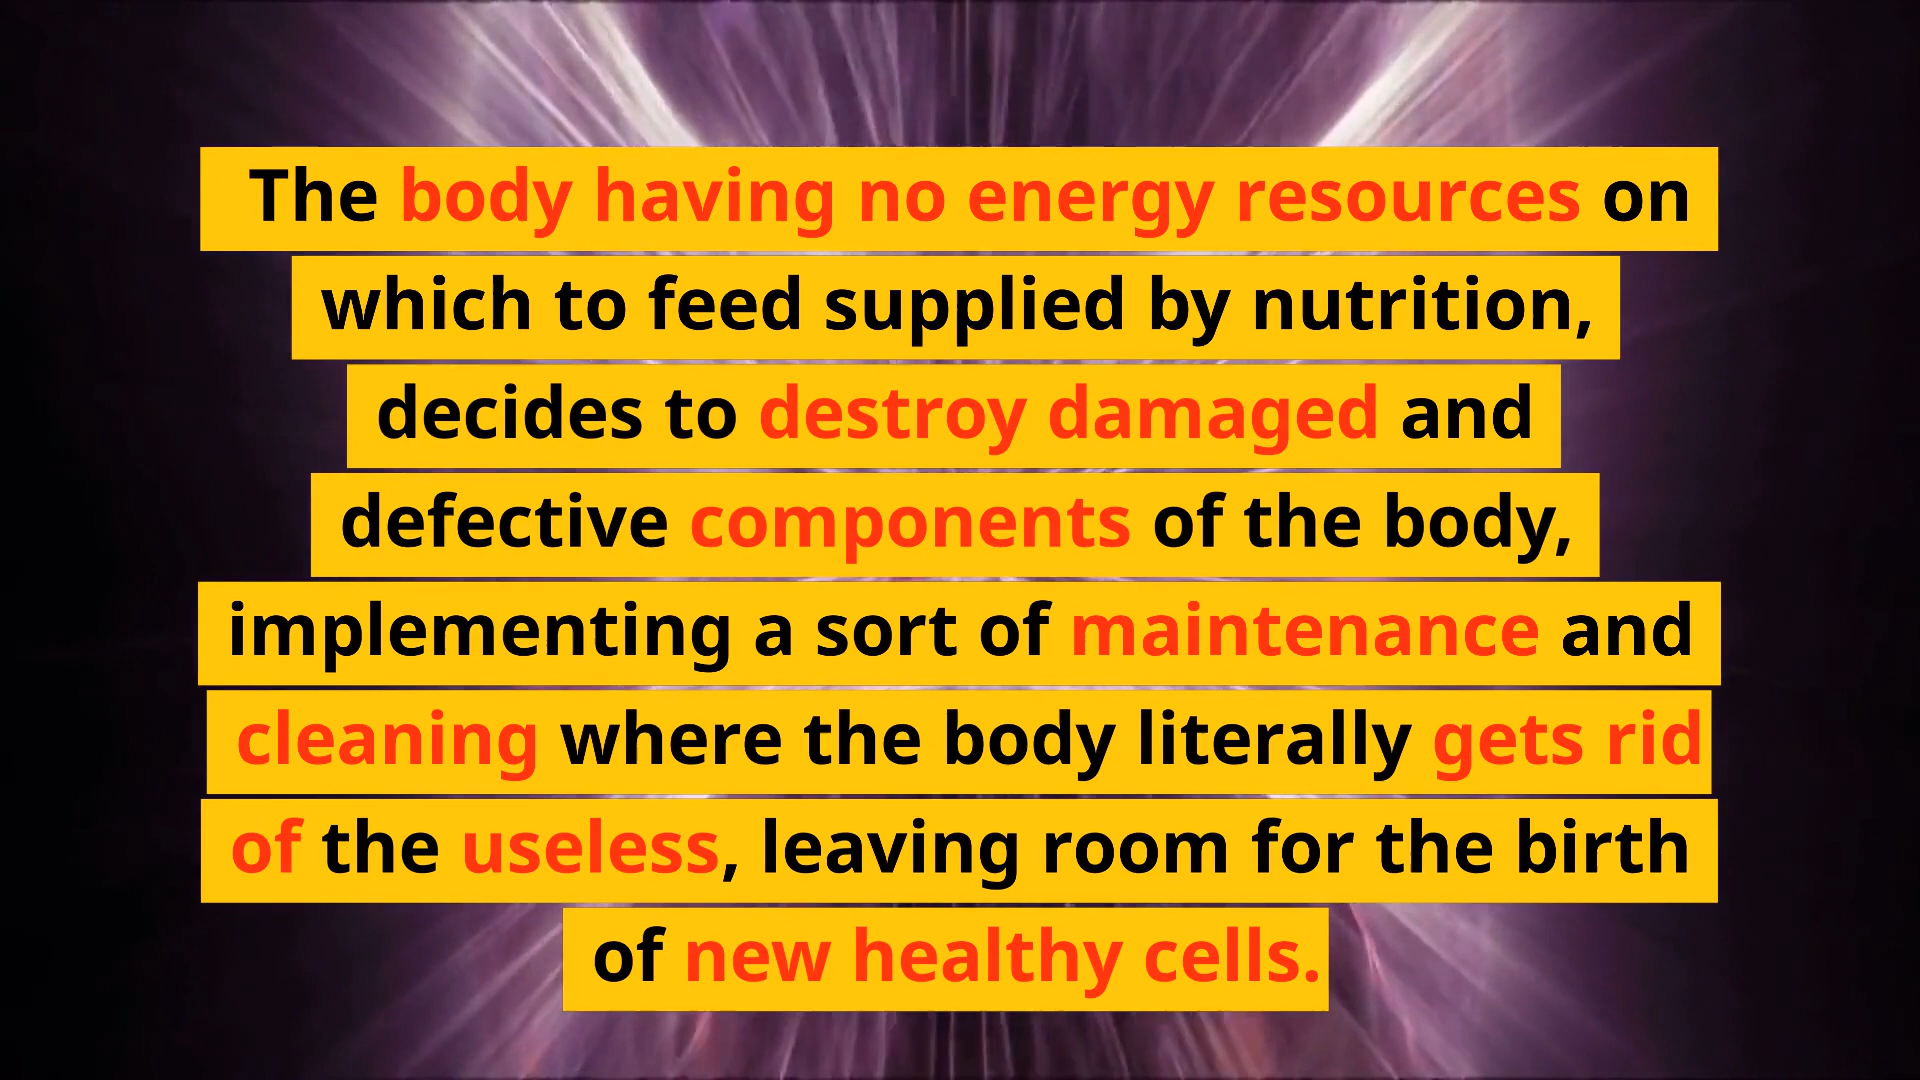 The body having no energy resources on
which to feed supplied by nutrition,
decides to destroy damaged and
defective components of the body,
implementing a sort of maintenance and
cleaning where the body literally gets rid
of the useless, leaving room for the birth
of new healthy cells.